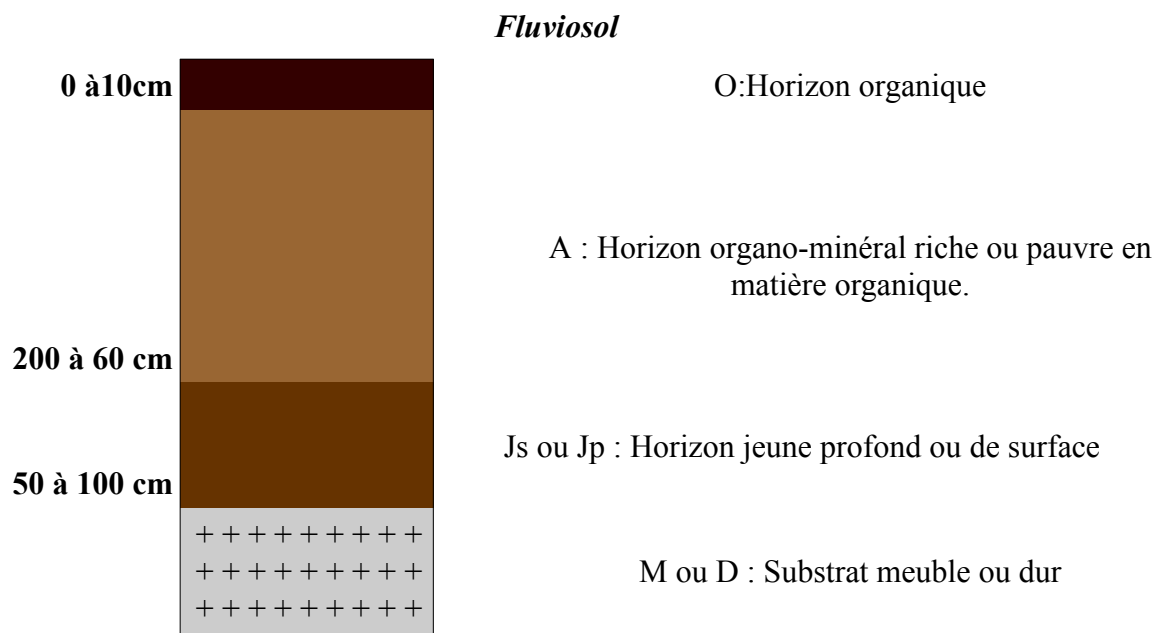 Fluviosol
0 à10cm
O:Horizon organique
A : Horizon organo-minéral riche ou pauvre en
matière organique.
200 à 60 cm
Js ou Jp : Horizon jeune profond ou de surface
50 à 100 cm
+ + + + + + + + +
+ + + + + + + + +
M ou D : Substrat meuble ou dur
+ + + + + + + + +